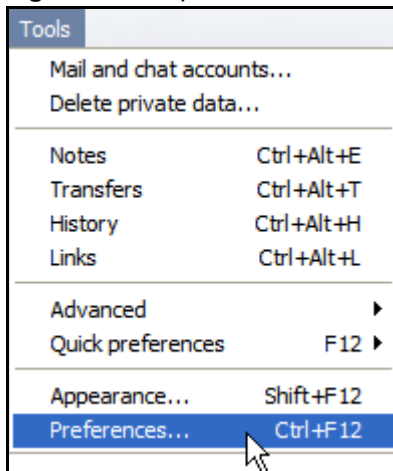 Tools
Mail and chat accounts...
Delete private data...
Notes Ctrl+Alt+E
Transfers Ctrl+Alt+T
History Ctrl+Alt+H
Links Ctrl+Alt+L
Advanced
Quick preferences F12
Appearance... Shift+F12
Preferences... Ctrl+F12